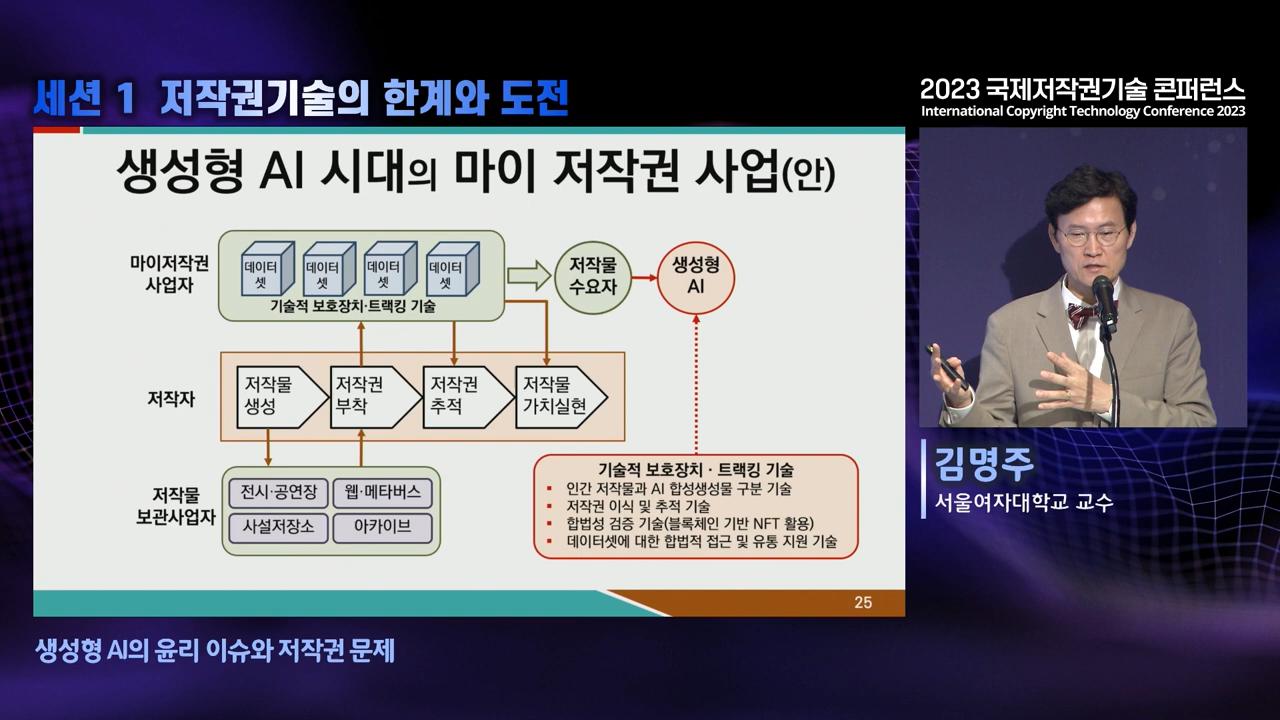 세션 1 저작권기술의 한계와 도전
2023 국제저작권기술 콘퍼런스
International Copyright Technology Conference 2023
생성형 AI 시대의 마이 저작권 사업(안)
마이저작권
사업자
데이터
셋
데이터
셋
데이터
셋
데이터
셋
기술적 보호장치·트랙킹 기술
저작물
수요자
생성형
AI
저작자
저작물
생성
저작권
부착
저작권
추적
저작물
가치실현
저작물
보관사업자
전시·공연장
웹·메타버스
사설저장소
아카이브
기술적 보호장치 · 트랙킹 기술
▪ 인간 저작물과 AI 합성생성물 구분 기술
▪ 저작권 이식 및 추적 기술
▪ 합법성 검증 기술(블록체인 기반 NFT 활용)
▪ 데이터셋에 대한 합법적 접근 및 유통 지원 기술
25
김명주
서울여자대학교 교수
생성형 AI의 윤리 이슈와 저작권 문제